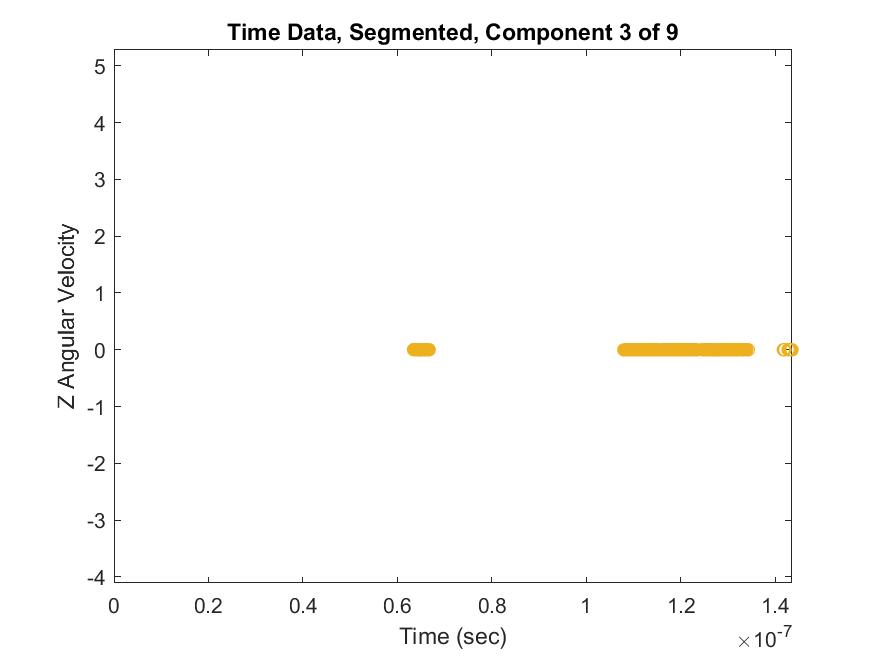 Time Data, Segmented, Component 3 of 9
5
4
3
2
1
0
-1
-2
-3
-4
Z Angular Velocity
0 0.2 0.4 0.6 0.8 1 1.2 1.4
Time (sec)
×10⁻⁷